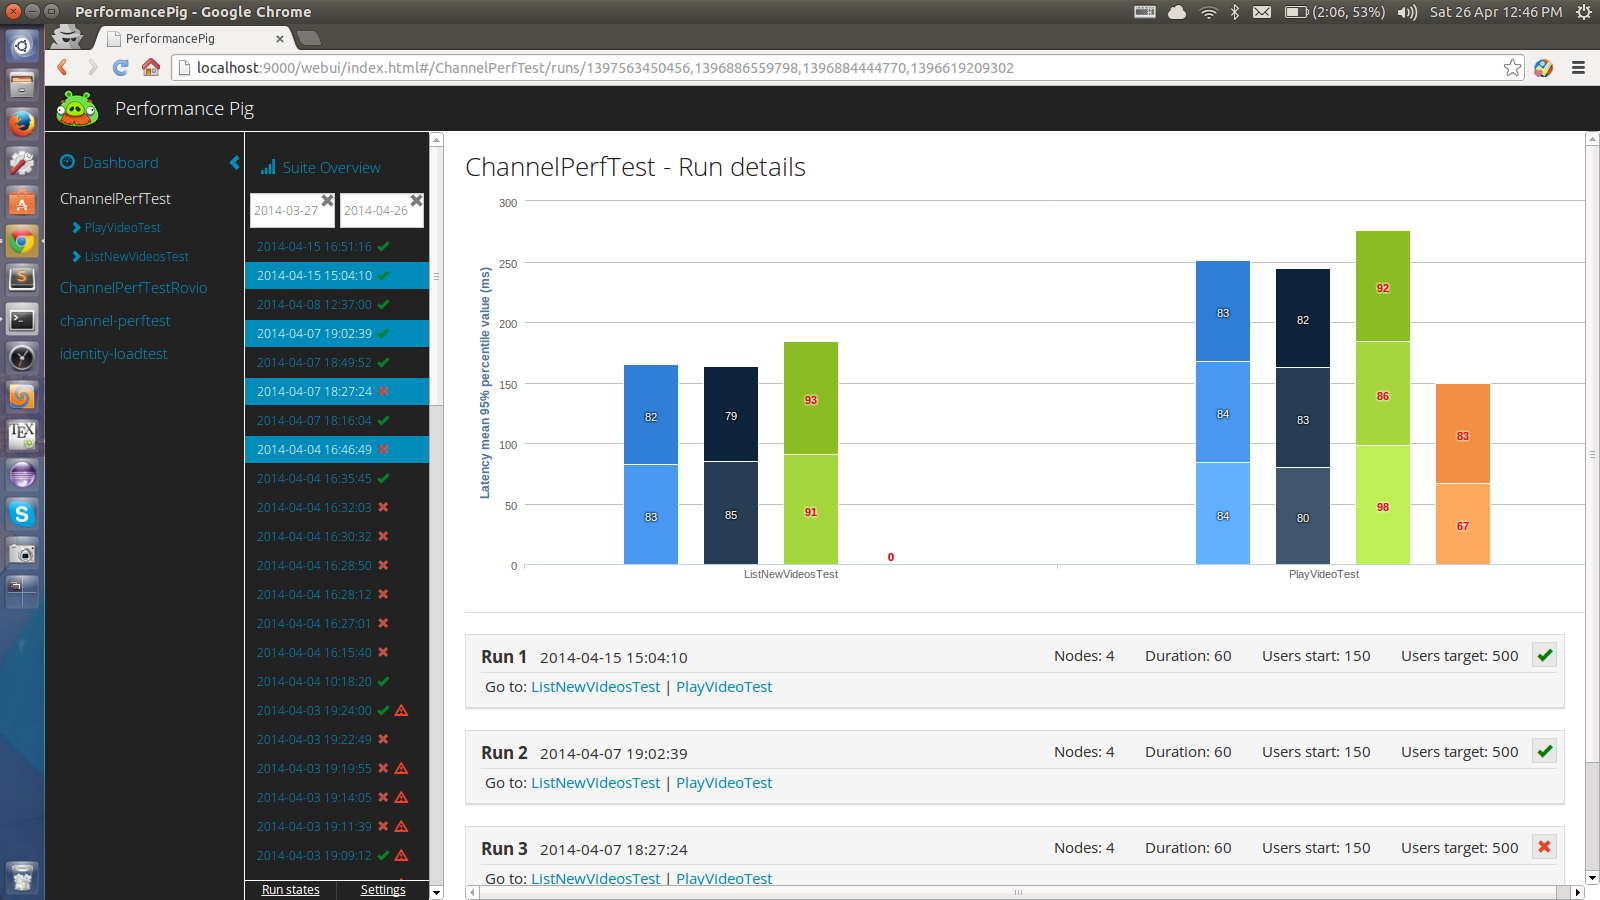 PerformancePig - Google Chrome
(2:06, 53%) Sat 26 Apr 12:46 PM
PerformancePig
localhost:9000/webui/index.html#/ChannelPerfTest/runs/1397563450456,1396886559798,1396884444770,1396619209302
Performance Pig
Dashboard
ChannelPerfTest
PlayVideoTest
ListNewVideosTest
ChannelPerfTestRovio
channel-perftest
identity-loadtest
Suite Overview
2014-03-27 2014-04-26
2014-04-15 16:51:16
2014-04-15 15:04:10
2014-04-08 12:37:00
2014-04-07 19:02:39
2014-04-07 18:49:52
2014-04-07 18:27:24
2014-04-07 18:16:04
2014-04-04 16:46:49
2014-04-04 16:35:45
2014-04-04 16:32:03
2014-04-04 16:30:32
2014-04-04 16:28:50
2014-04-04 16:28:12
2014-04-04 16:27:01
2014-04-04 16:15:40
2014-04-04 10:18:20
2014-04-03 19:24:00
2014-04-03 19:22:49
2014-04-03 19:19:55
2014-04-03 19:14:05
2014-04-03 19:11:39
2014-04-03 19:09:12
Run states Settings
ChannelPerfTest - Run details
Latency mean 95% percentile value (ms)
300
250
200
150
100
50
0
82
83
79
85
93
91
0
83
84
84
82
83
80
92
86
98
83
67
ListNewVideosTest PlayVideoTest
Run 1 2014-04-15 15:04:10 Nodes: 4 Duration: 60 Users start: 150 Users target: 500
Go to: ListNewVideosTest | PlayVideoTest
Run 2 2014-04-07 19:02:39 Nodes: 4 Duration: 60 Users start: 150 Users target: 500
Go to: ListNewVideosTest | PlayVideoTest
Run 3 2014-04-07 18:27:24 Nodes: 4 Duration: 60 Users start: 150 Users target: 500
Go to: ListNewVideosTest | PlayVideoTest
TEX